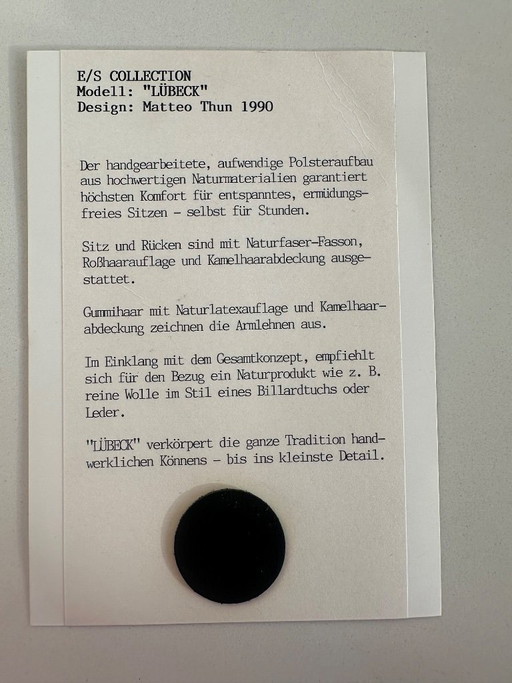 E/S COLLECTION
Modell: "LÜBECK"
Design: Matteo Thun 1990
Der handgearbeitete, aufwendige Polsteraufbau
aus hochwertigen Naturmaterialien garantiert
höchsten Komfort für entspanntes, ermüdungs-
freies Sitzen - selbst für Stunden.
Sitz und Rücken sind mit Naturfaser-Fasson,
Roßhaarauflage und Kamelhaarabdeckung ausge-
stattet.
Gummihaar mit Naturlatexauflage und Kamelhaar-
abdeckung zeichnen die Armlehnen aus.
Im Einklang mit dem Gesamtkonzept, empfiehlt
sich für den Bezug ein Naturprodukt wie z. B.
reine Wolle im Stil eines Billardtuchs oder
Leder.
"LÜBECK" verkörpert die ganze Tradition hand-
werklichen Könnens - bis ins kleinste Detail.